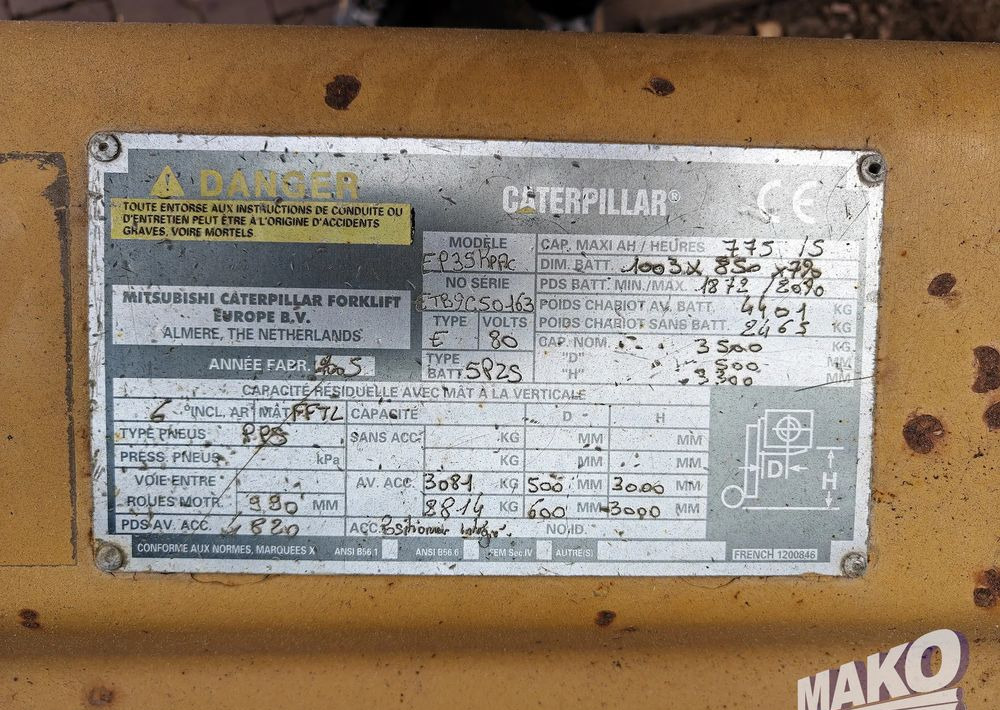 DANGER
TOUTE ENTORSE AUX INSTRUCTIONS DE CONDUITE OU
D'ENTRETIEN PEUT ÊTRE À L'ORIGINE D'ACCIDENTS
GRAVES, VOIRE MORTELS
CATERPILLAR® CE
MITSUBISHI CATERPILLAR FORKLIFT
EUROPE B.V.
ALMERE, THE NETHERLANDS
ANNÉE FABR. 2005
MODÈLE
EP35KPAC
NO SÉRIE
ETB9C50163
TYPE VOLTS
E 80
TYPE
BATT. 5PZS
CAP. MAXI AH / HEURES 775 /5
DIM. BATT. 1003 X 850 x 790
PDS BATT. MIN./MAX. 1872 / 2090
POIDS CHARIOT AV. BATT. 4401 KG
POIDS CHARIOT SANS BATT. 2465 KG
CAP. NOM. 3500 KG
"D" 500 MM
"H" 3300 MM
CAPACITÉ RÉSIDUELLE AVEC MÂT À LA VERTICALE
6 °INCL. AR MÂT FFTL CAPACITÉ D H
TYPE PNEUS PPS SANS ACC. KG MM MM
PRESS. PNEUS kPa KG MM MM
VOIE ENTRE AV. ACC. 3081 KG 500 MM 3000 MM
ROUES MOTR. 990 MM 2814 KG 600 MM 3000 MM
PDS AV. ACC. 4820 ACC. Positionneur intégré NO.ID.
CONFORME AUX NORMES, MARQUEES X ANSI B56.1 ANSI B56.6 FEM Sec.IV AUTRE(S)
FRENCH 1200846
D
H
MAKO